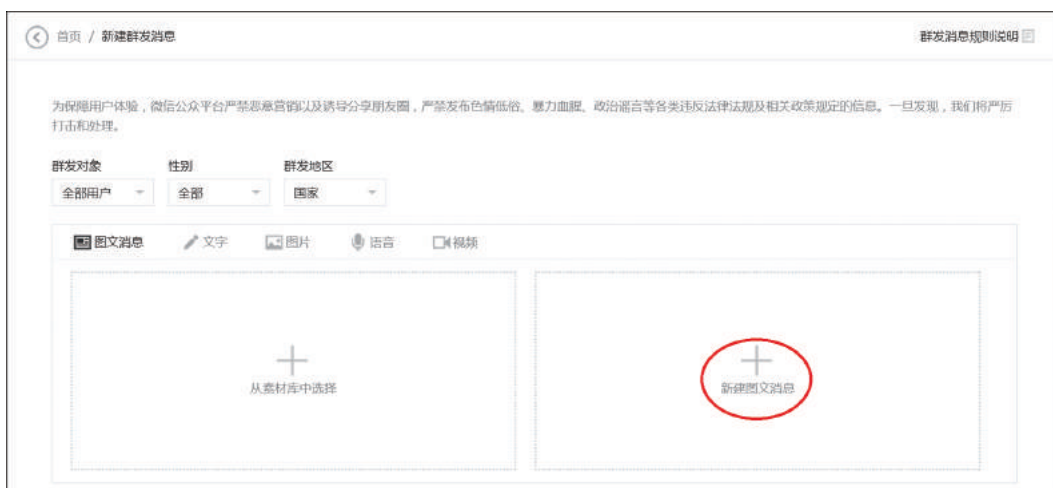 首页 / 新建群发消息
群发消息规则说明
为保障用户体验，微信公众平台严禁恶意营销以及诱导分享朋友圈，严禁发布色情低俗、暴力血腥、政治谣言等各类违反法律法规及相关政策规定的信息。一旦发现，我们将严厉
打击和处理。
群发对象 性别 群发地区
全部用户 全部 国家
图文消息 文字 图片 语音 视频
从素材库中选择 新建图文消息